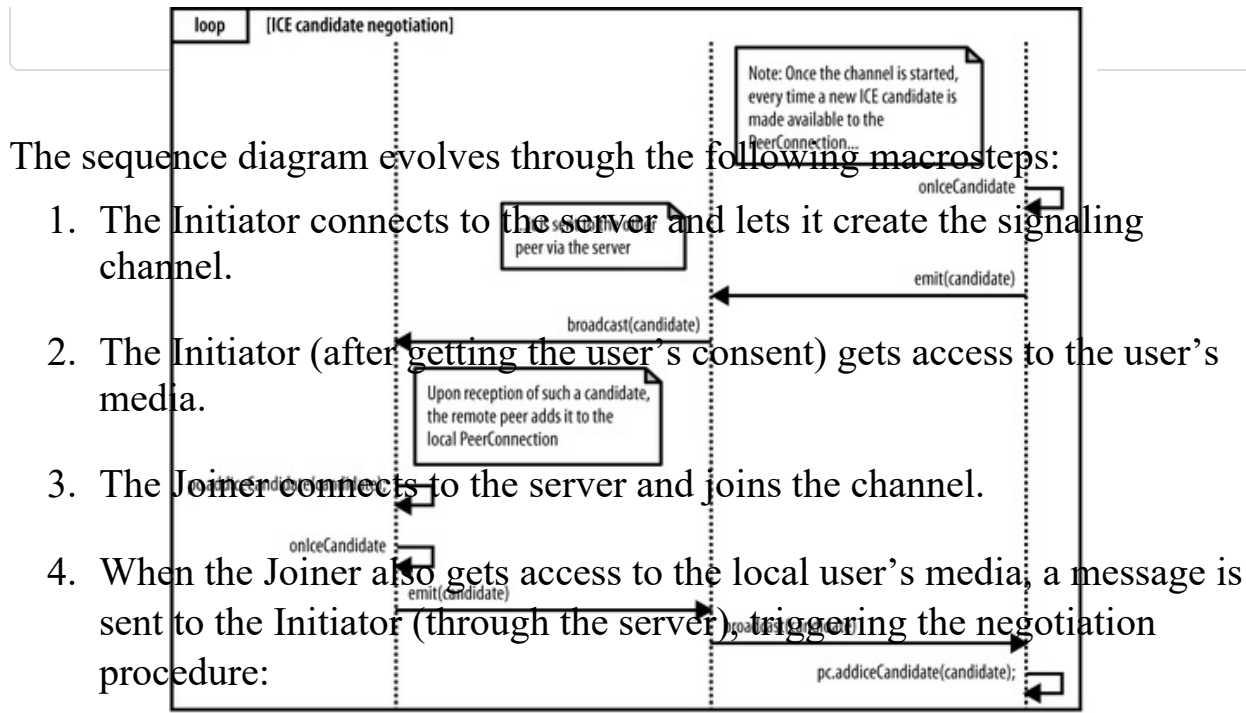 loop [ICE candidate negotiation]
Note: Once the channel is started,
every time a new ICE candidate is
made available to the
PeerConnection...
The sequence diagram evolves through the following macrosteps:
onIceCandidate
1. The Initiator connects to the server and lets it create the signaling
channel.
peer via the server
emit(candidate)
broadcast(candidate)
2. The Initiator (after getting the user’s consent) gets access to the user’s
media.
Upon reception of such a candidate,
the remote peer adds it to the
local PeerConnection
3. The Joiner connects to the server and joins the channel.
onIceCandidate
4. When the Joiner also gets access to the local user’s media, a message is
emit(candidate)
sent to the Initiator (through the server), triggering the negotiation
procedure:
pc.addiceCandidate(candidate);